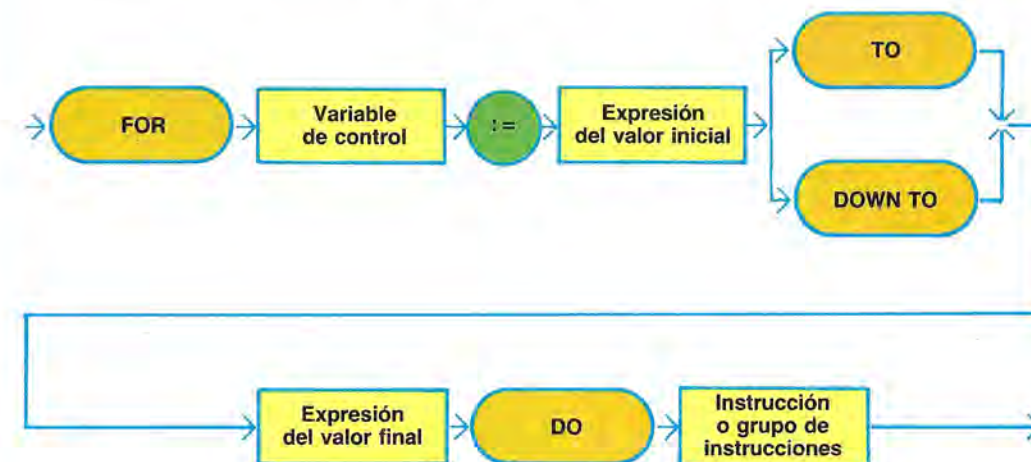 FOR
Variable
de control
:=
Expresión
del valor inicial
TO
DOWN TO
Expresión
del valor final
DO
Instrucción
o grupo de
instrucciones